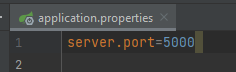 application.properties
1 server.port=5000
2